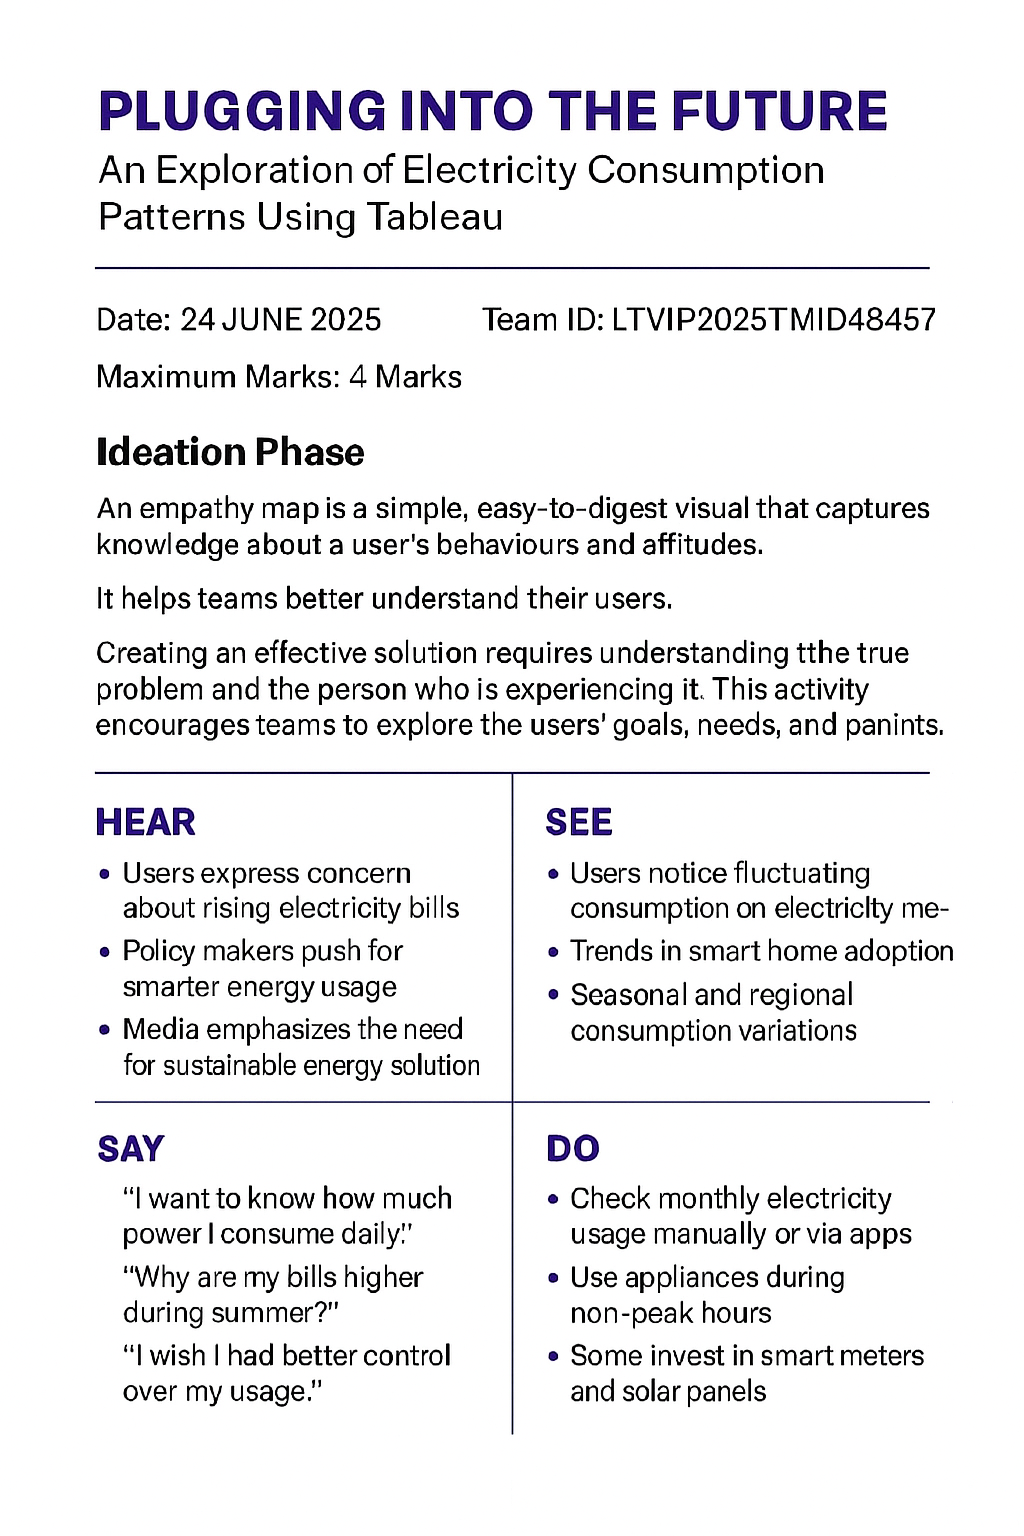 PLUGGING INTO THE FUTURE
An Exploration of Electricity Consumption
Patterns Using Tableau
Date: 24 JUNE 2025
Team ID: LTVIP2025TMID48457
Maximum Marks: 4 Marks
Ideation Phase
An empathy map is a simple, easy-to-digest visual that captures
knowledge about a user's behaviours and affitudes.
It helps teams better understand their users.
Creating an effective solution requires understanding tthe true
problem and the person who is experiencing it. This activity
encourages teams to explore the users' goals, needs, and panints.
HEAR
• Users express concern
about rising electricity bills
• Policy makers push for
smarter energy usage
• Media emphasizes the need
for sustainable energy solution
SEE
• Users notice fluctuating
consumption on electriclty me-
• Trends in smart home adoption
• Seasonal and regional
consumption variations
SAY
“I want to know how much
power I consume daily.”
“Why are my bills higher
during summer?”
“I wish I had better control
over my usage.”
DO
• Check monthly electricity
usage manually or via apps
• Use appliances during
non-peak hours
• Some invest in smart meters
and solar panels